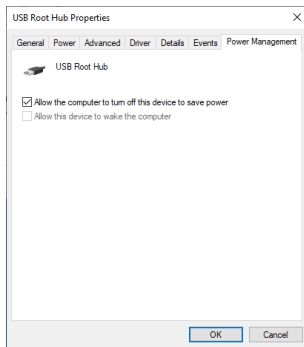 USB Root Hub Properties
General Power Advanced Driver Details Events Power Management
USB Root Hub
Allow the computer to turn off this device to save power
Allow this device to wake the computer
OK Cancel